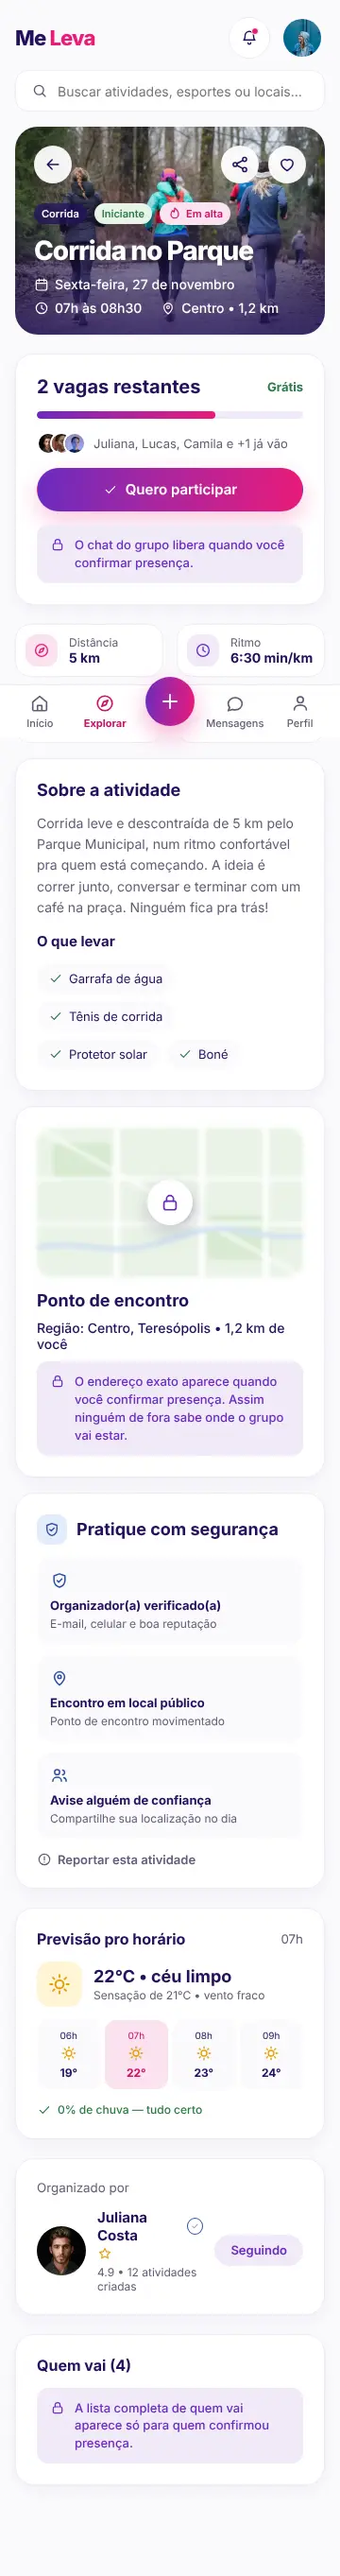 Me Leva
Buscar atividades, esportes ou locais...
Corrida
Iniciante
Em alta
Corrida no Parque
Sexta-feira, 27 de novembro
07h às 08h30
Centro • 1,2 km
2 vagas restantes
Grátis
Juliana, Lucas, Camila e +1 já vão
Quero participar
O chat do grupo libera quando você
confirmar presença.
Distância
5 km
Ritmo
6:30 min/km
Início
Explorar
Mensagens
Perfil
Sobre a atividade
Corrida leve e descontraída de 5 km pelo
Parque Municipal, num ritmo confortável
pra quem está começando. A ideia é
correr junto, conversar e terminar com um
café na praça. Ninguém fica pra trás!
O que levar
Garrafa de água
Tênis de corrida
Protetor solar
Boné
Ponto de encontro
Região: Centro, Teresópolis • 1,2 km de
você
O endereço exato aparece quando
você confirmar presença. Assim
ninguém de fora sabe onde o grupo
vai estar.
Pratique com segurança
Organizador(a) verificado(a)
E-mail, celular e boa reputação
Encontro em local público
Ponto de encontro movimentado
Avise alguém de confiança
Compartilhe sua localização no dia
Reportar esta atividade
Previsão pro horário
07h
22°C • céu limpo
Sensação de 21°C • vento fraco
06h
19°
07h
22°
08h
23°
09h
24°
0% de chuva — tudo certo
Organizado por
Juliana
Costa
4.9 • 12 atividades
criadas
Seguindo
Quem vai (4)
A lista completa de quem vai
aparece só para quem confirmou
presença.